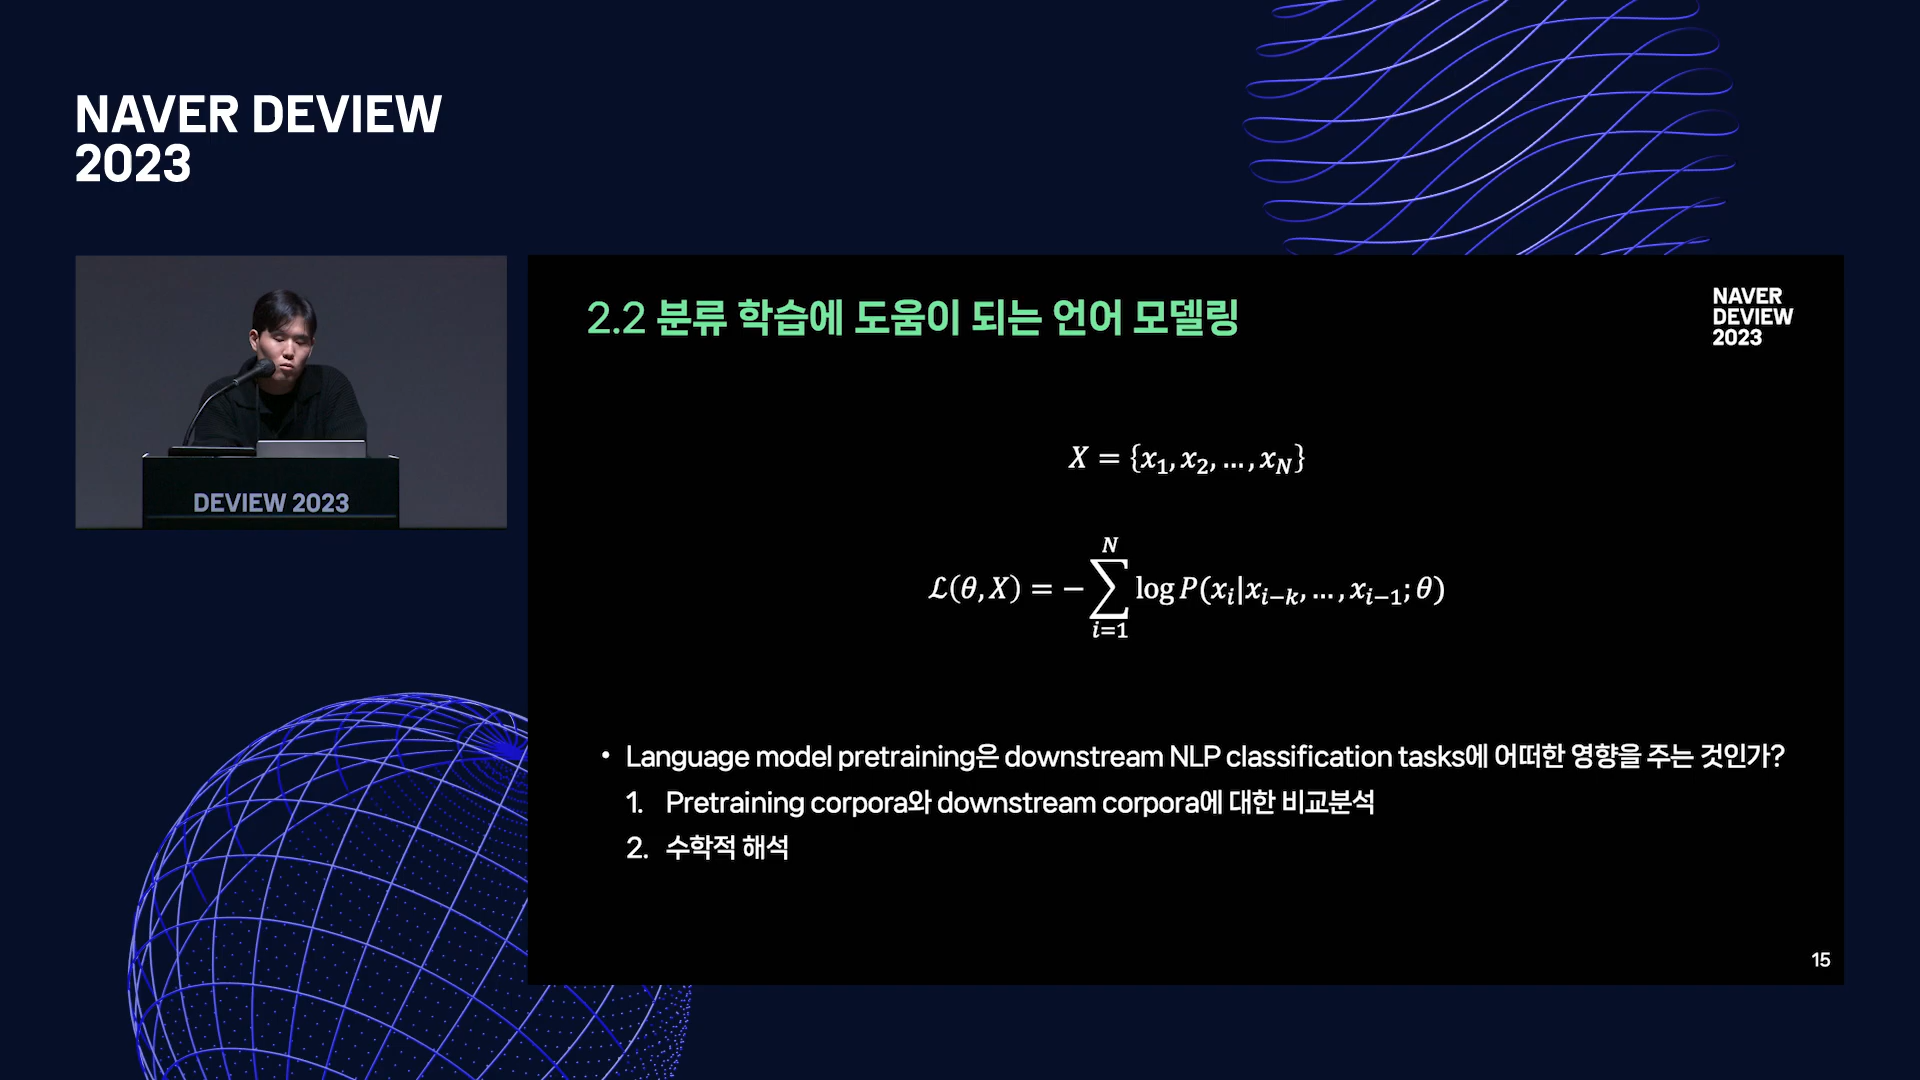 NAVER DEVIEW
2023
DEVIEW 2023
2.2 분류 학습에 도움이 되는 언어 모델링
NAVER
DEVIEW
2023
X = {x₁, x₂, …, x_N}
ℒ(θ, X) = − ∑_{i=1}^{N} log P(x_i|x_{i−k}, …, x_{i−1}; θ)
• Language model pretraining은 downstream NLP classification tasks에 어떠한 영향을 주는 것인가?
1. Pretraining corpora와 downstream corpora에 대한 비교분석
2. 수학적 해석
15